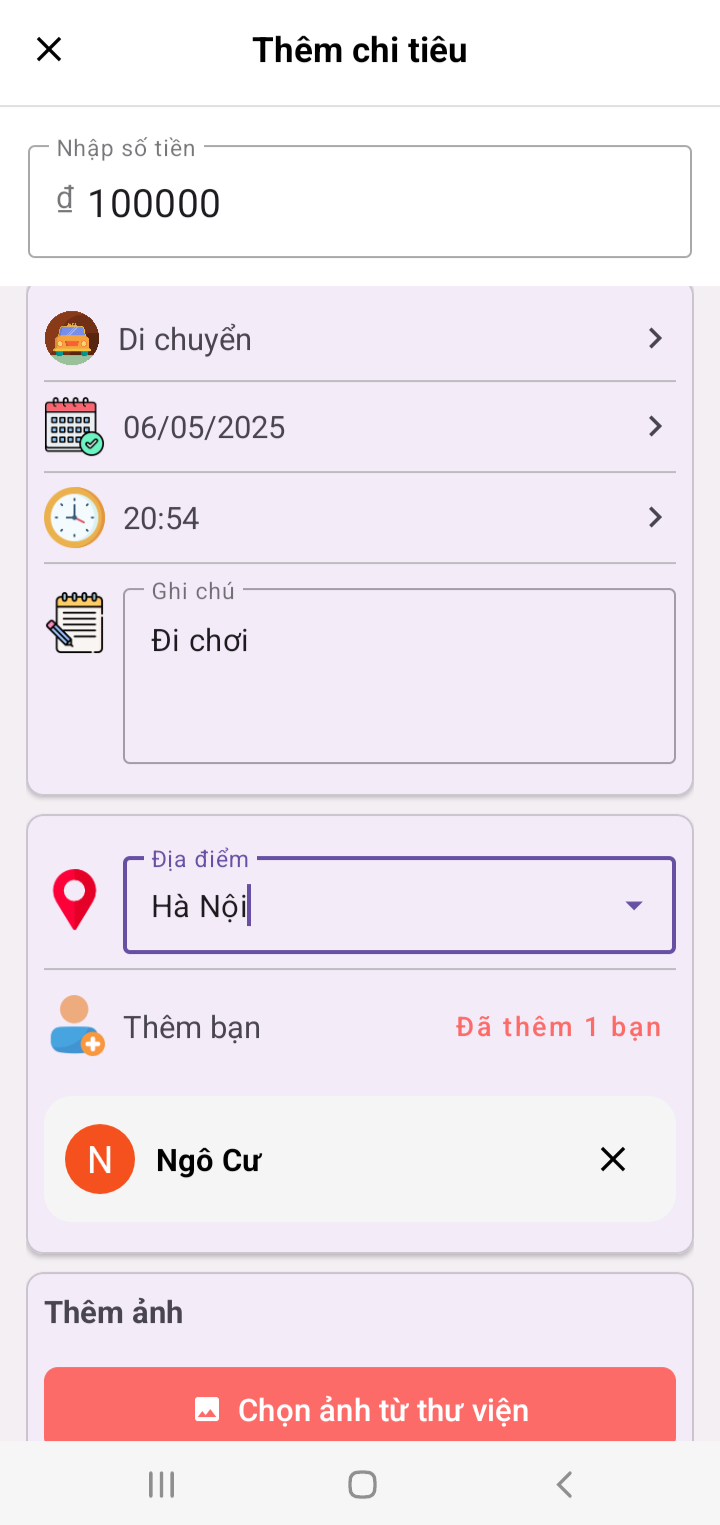 Thêm chi tiêu
Nhập số tiền
₫ 100000
Di chuyển
06/05/2025
20:54
Ghi chú
Đi chơi
Địa điểm
Hà Nội
Thêm bạn Đã thêm 1 bạn
N Ngô Cư
Thêm ảnh
Chọn ảnh từ thư viện